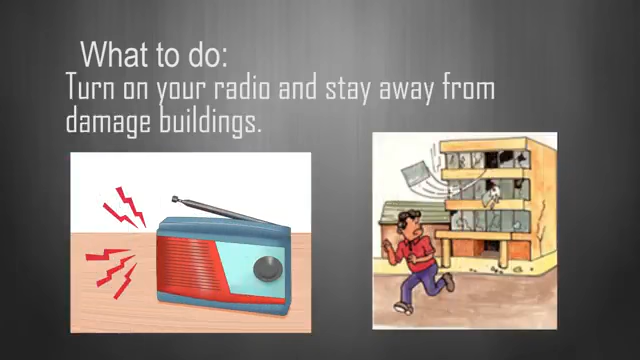 What to do:
Turn on your radio and stay away from
damage buildings.